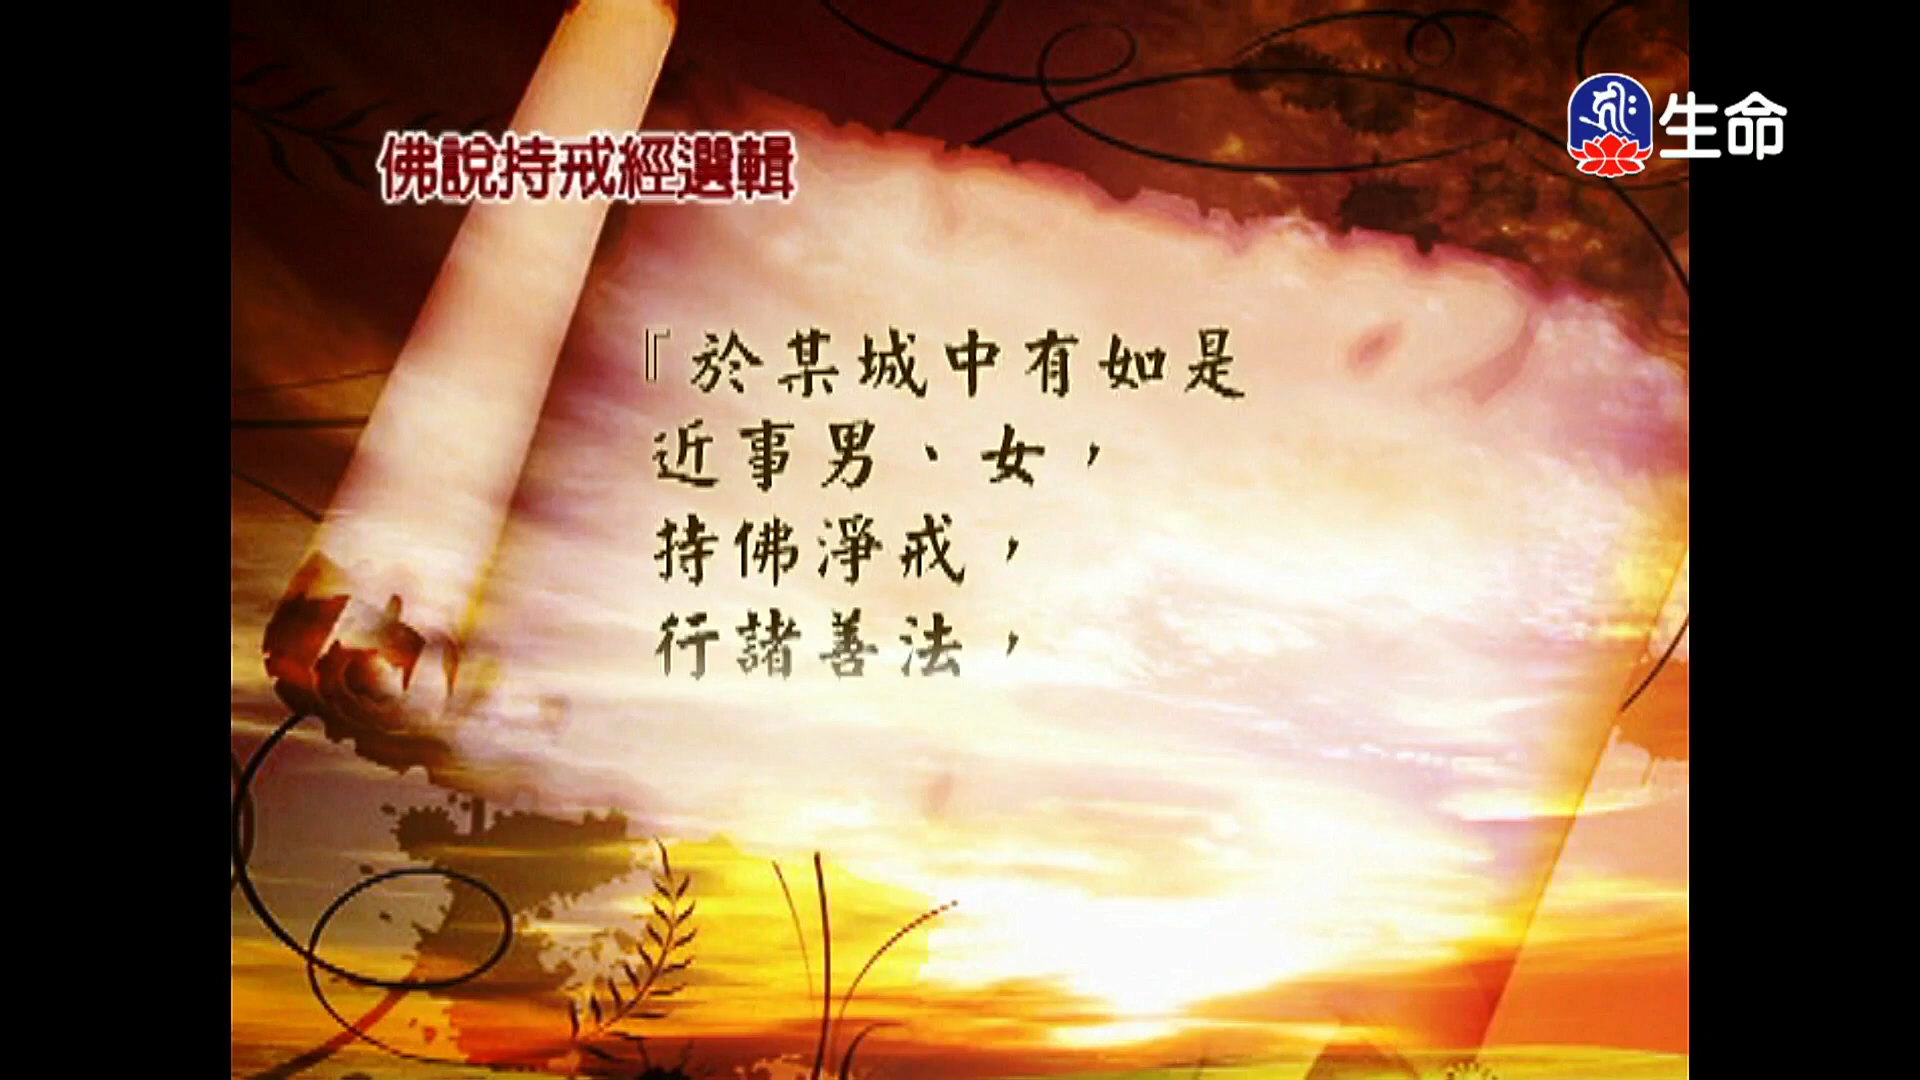 佛說持戒經選輯
生命
『於某城中有如是
近事男、女，
持佛淨戒，
行諸善法，